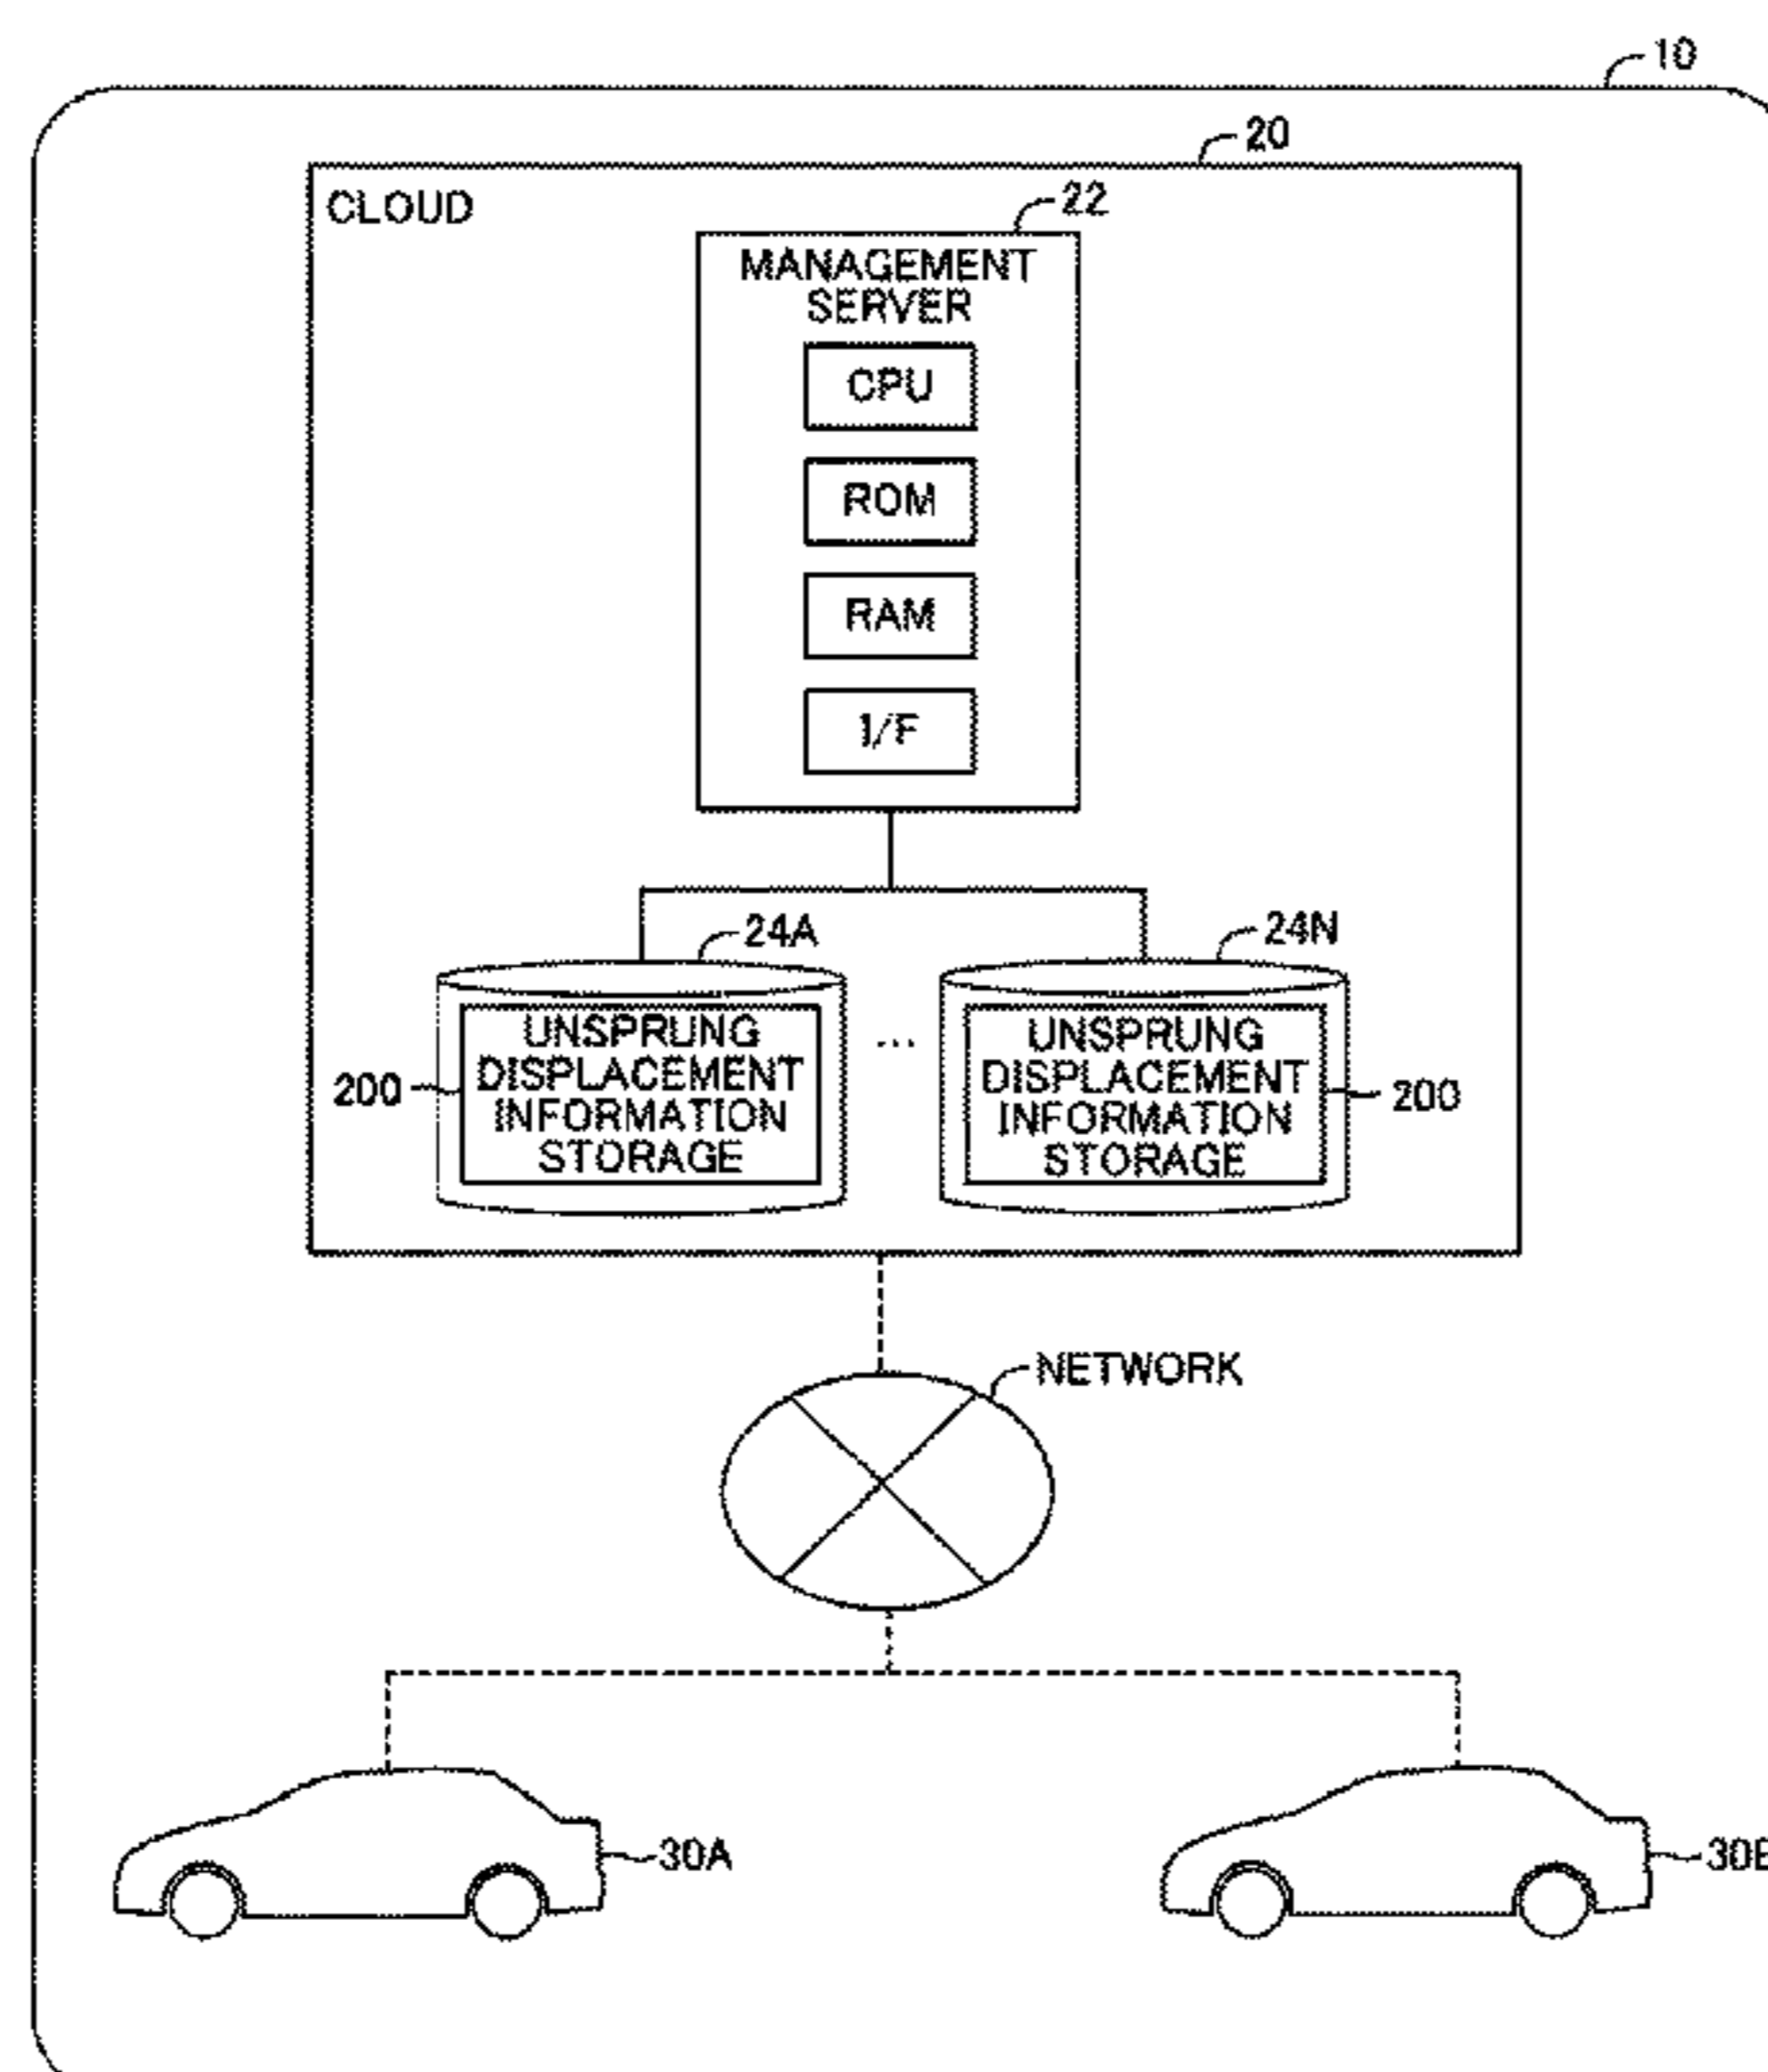 10
20
CLOUD
22
MANAGEMENT
SERVER
CPU
ROM
RAM
I/F
24A
24N
UNSPRUNG
DISPLACEMENT
INFORMATION
STORAGE
200
...
UNSPRUNG
DISPLACEMENT
INFORMATION
STORAGE
200
NETWORK
30A
30B